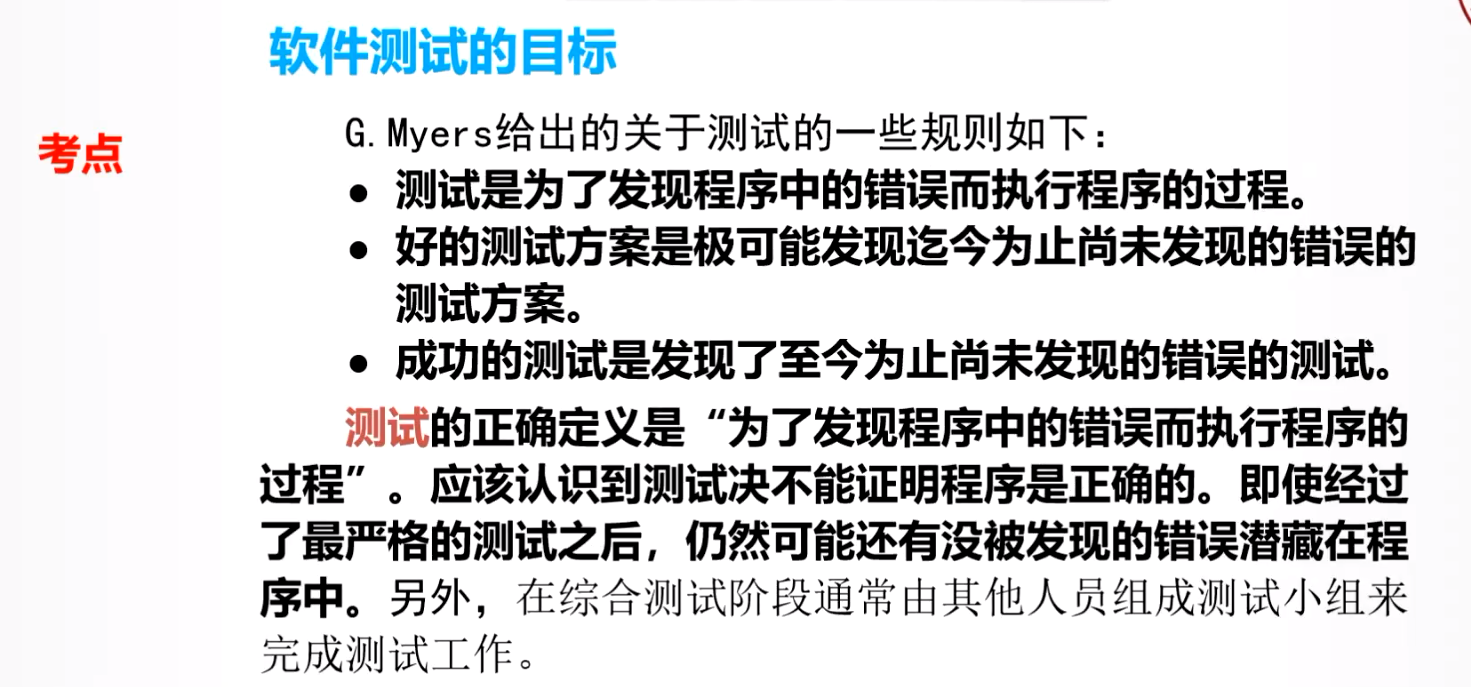 软件测试的目标
考点
G.Myers给出的关于测试的一些规则如下：
● 测试是为了发现程序中的错误而执行程序的过程。
● 好的测试方案是极可能发现迄今为止尚未发现的错误的
测试方案。
● 成功的测试是发现了至今为止尚未发现的错误的测试。
测试的正确定义是“为了发现程序中的错误而执行程序的
过程”。应该认识到测试决不能证明程序是正确的。即使经过
了最严格的测试之后，仍然可能还有没被发现的错误潜藏在程
序中。另外，在综合测试阶段通常由其他人员组成测试小组来
完成测试工作。